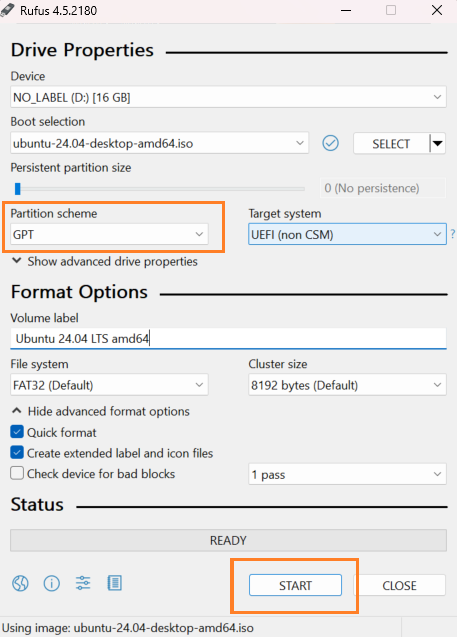 Rufus 4.5.2180
Drive Properties
Device
NO_LABEL (D:) [16 GB]
Boot selection
ubuntu-24.04-desktop-amd64.iso
SELECT
Persistent partition size
0 (No persistence)
Partition scheme
Target system
GPT
UEFI (non CSM)
?
Show advanced drive properties
Format Options
Volume label
Ubuntu 24.04 LTS amd64
File system
Cluster size
FAT32 (Default)
8192 bytes (Default)
Hide advanced format options
Quick format
Create extended label and icon files
Check device for bad blocks
1 pass
Status
READY
START
CLOSE
Using image: ubuntu-24.04-desktop-amd64.iso